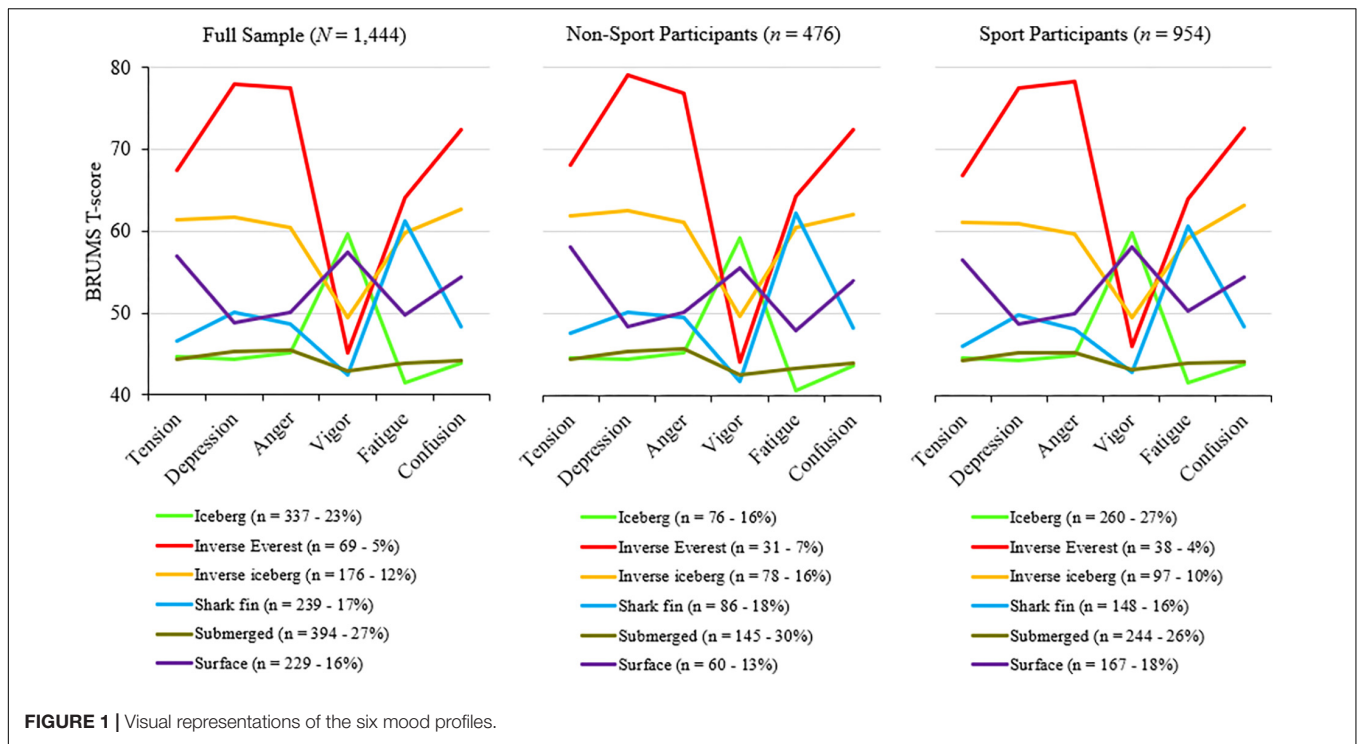 Full Sample (N = 1,444)
Non-Sport Participants (n = 476)
Sport Participants (n = 954)
BRUMS T-score
80
70
60
50
40
Tension
Depression
Anger
Vigor
Fatigue
Confusion
Tension
Depression
Anger
Vigor
Fatigue
Confusion
Tension
Depression
Anger
Vigor
Fatigue
Confusion
Iceberg (n = 337 - 23%)
Inverse Everest (n = 69 - 5%)
Inverse iceberg (n = 176 - 12%)
Shark fin (n = 239 - 17%)
Submerged (n = 394 - 27%)
Surface (n = 229 - 16%)
Iceberg (n = 76 - 16%)
Inverse Everest (n = 31 - 7%)
Inverse iceberg (n = 78 - 16%)
Shark fin (n = 86 - 18%)
Submerged (n = 145 - 30%)
Surface (n = 60 - 13%)
Iceberg (n = 260 - 27%)
Inverse Everest (n = 38 - 4%)
Inverse iceberg (n = 97 - 10%)
Shark fin (n = 148 - 16%)
Submerged (n = 244 - 26%)
Surface (n = 167 - 18%)
FIGURE 1 | Visual representations of the six mood profiles.